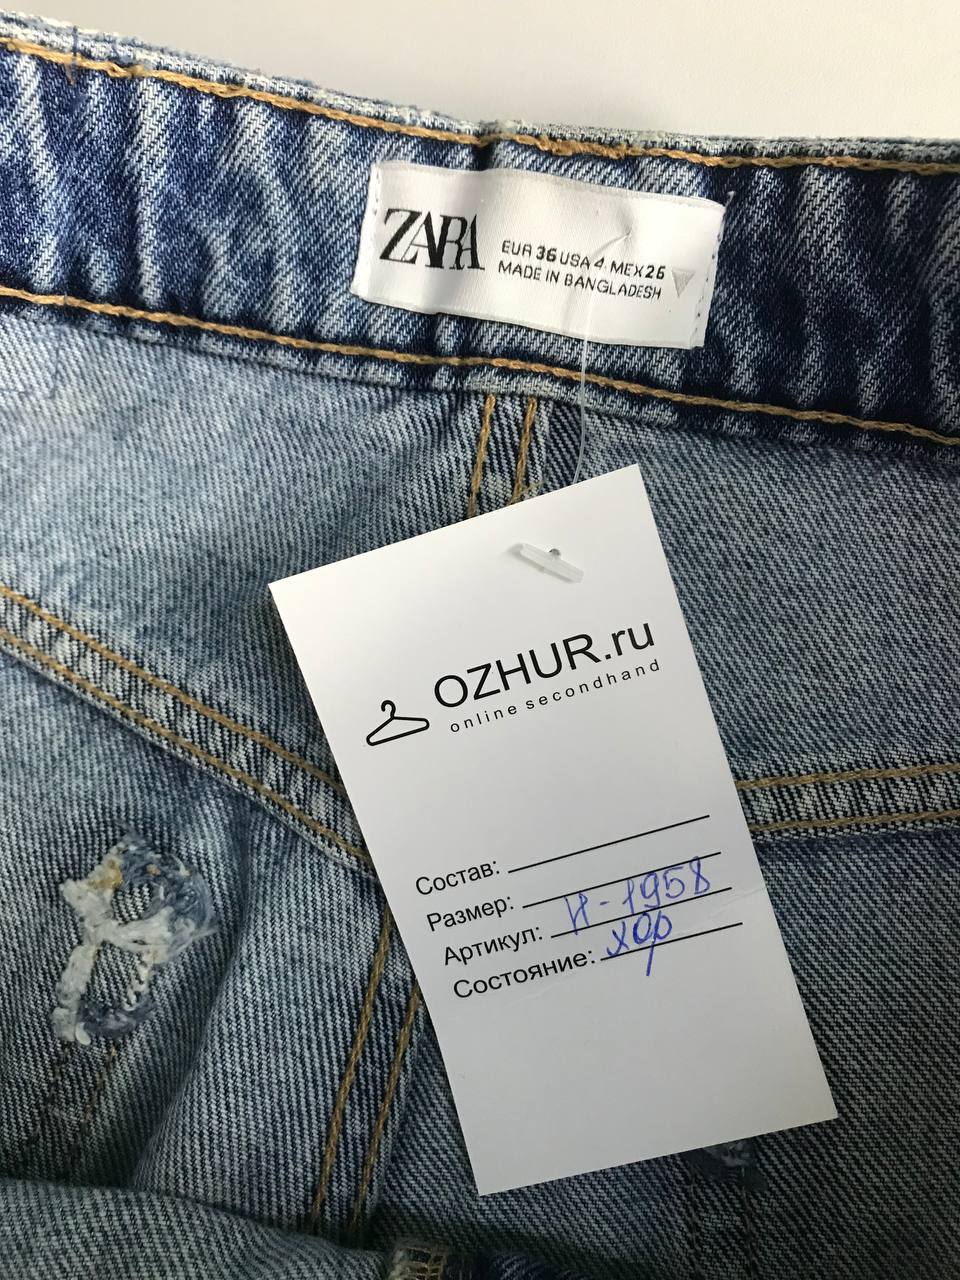 ZARA
EUR 36 USA 4 MEX 26
MADE IN BANGLADESH
OZHUR.ru
online secondhand
Состав:
Размер:
Артикул: И-1958
Состояние: хор